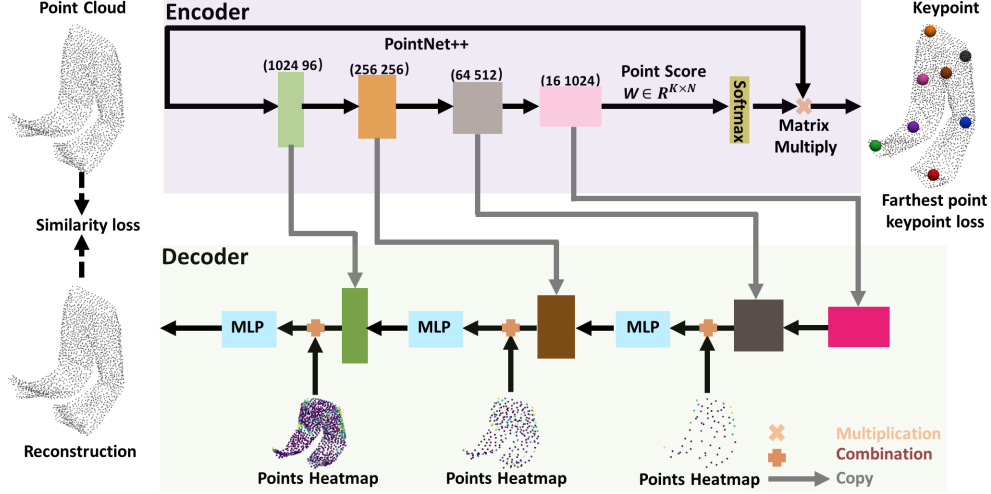 Point Cloud
Encoder
Keypoint
PointNet++
(1024 96)
(256 256)
(64 512)
(16 1024)
Point Score
W ∈ R^{K×N}
Softmax
Matrix
Multiply
Similarity loss
Farthest point
keypoint loss
Decoder
MLP
MLP
MLP
Reconstruction
Points Heatmap
Points Heatmap
Points Heatmap
Multiplication
Combination
Copy